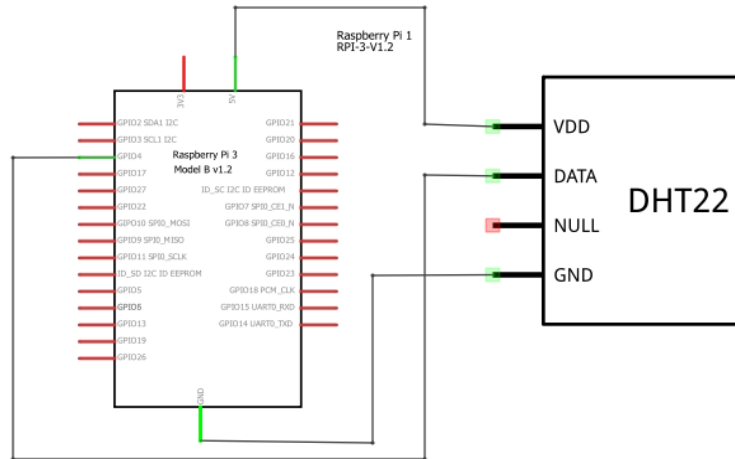 Raspberry Pi 1
RPI-3-V1.2
3V3
5V
GPIO2 SDA1 I2C
GPIO3 SCL1 I2C
GPIO4
GPIO17
GPIO27
GPIO22
GIPO10 SPI0_MOSI
GPIO9 SPI0_MISO
GPIO11 SPI0_SCLK
ID_SD I2C ID EEPROM
GPIO5
GPIO6
GPIO13
GPIO19
GPIO26
Raspberry Pi 3
Model B v1.2
GPIO21
GPIO20
GPIO16
GPIO12
ID_SC I2C ID EEPROM
GPIO7 SPI0_CE1_N
GPIO8 SPI0_CE0_N
GPIO25
GPIO24
GPIO23
GPIO18 PCM_CLK
GPIO15 UART0_RXD
GPIO14 UART0_TXD
GND
VDD
DATA
NULL
GND
DHT22